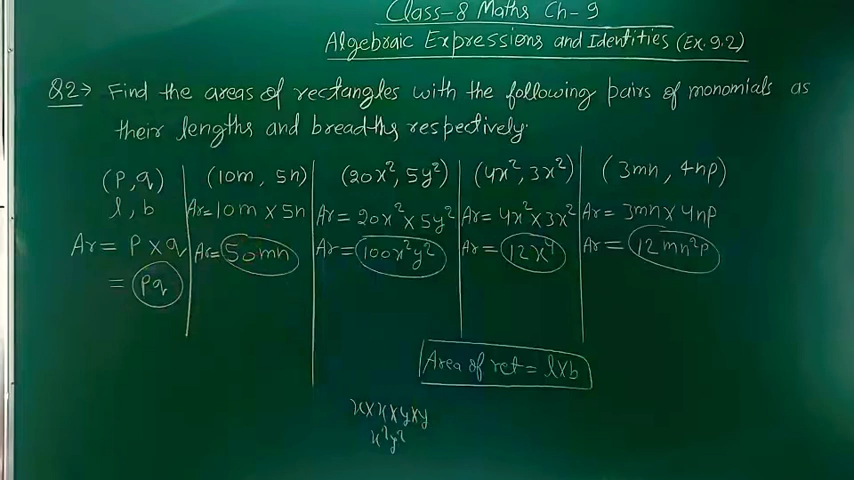 Class-8 Maths Ch-9
Algebraic Expressions and Identities (Ex. 9.2)
Q2→ Find the areas of rectangles with the following pairs of monomials as
their lengths and breadths respectively.
(p, q)
l, b
Ar = p × q
= pq
(10m, 5n)
Ar = 10m × 5n
Ar = 50mn
(20x², 5y²)
Ar = 20x² × 5y²
Ar = 100x²y²
(4x², 3x²)
Ar = 4x² × 3x²
Ar = 12x⁴
(3mn, 4np)
Ar = 3mn × 4np
Ar = 12mn²p
Area of ret = l×b
x×x×y×y
x²y²